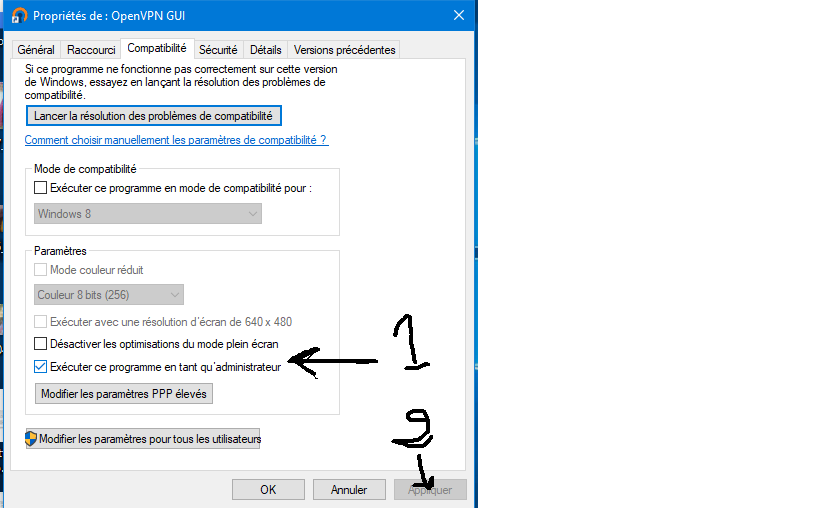 Propriétés de : OpenVPN GUI
Général Raccourci Compatibilité Sécurité Détails Versions précédentes
Si ce programme ne fonctionne pas correctement sur cette version
de Windows, essayez en lançant la résolution des problèmes de
compatibilité.
Lancer la résolution des problèmes de compatibilité
Comment choisir manuellement les paramètres de compatibilité ?
Mode de compatibilité
Exécuter ce programme en mode de compatibilité pour :
Windows 8
Paramètres
Mode couleur réduit
Couleur 8 bits (256)
Exécuter avec une résolution d'écran de 640 x 480
Désactiver les optimisations du mode plein écran
Exécuter ce programme en tant qu'administrateur
1
Modifier les paramètres PPP élevés
2
Modifier les paramètres pour tous les utilisateurs
OK Annuler Appliquer